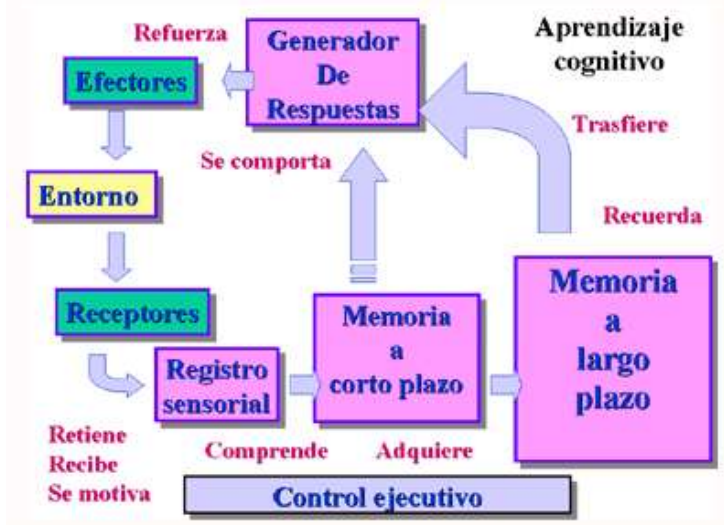 Aprendizaje
cognitivo
Refuerza
Generador
De
Respuestas
Efectores
Trasfiere
Se comporta
Entorno
Recuerda
Receptores
Memoria
a
corto plazo
Memoria
a
largo
plazo
Registro
sensorial
Retiene
Recibe
Se motiva
Comprende
Adquiere
Control ejecutivo